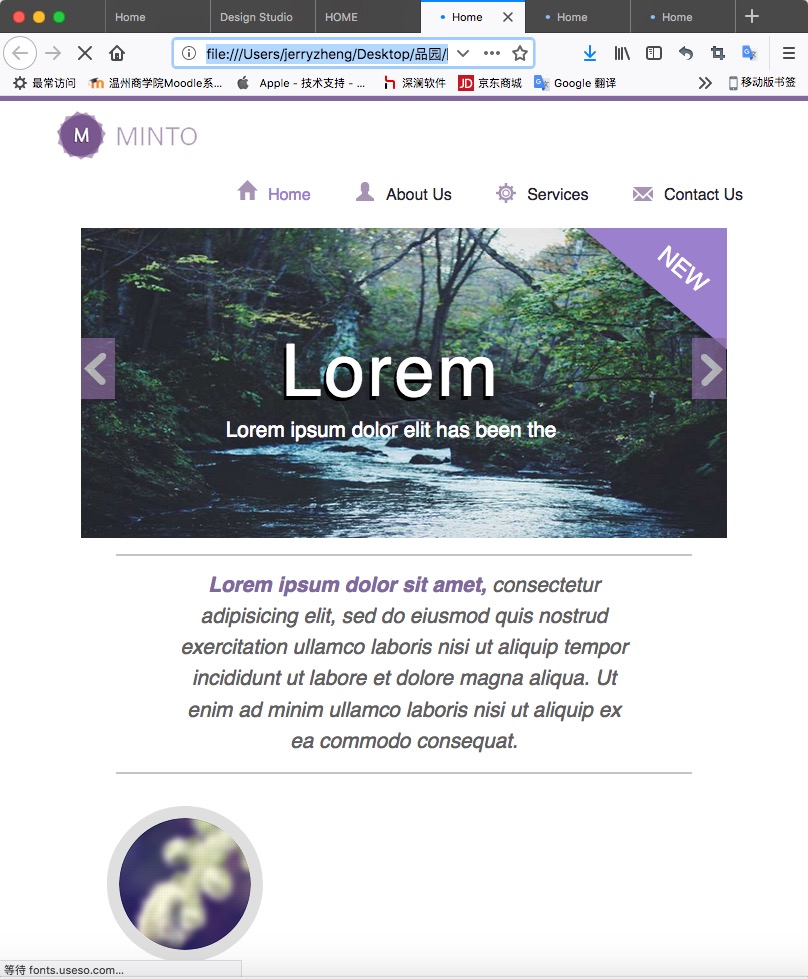 Home
Design Studio
HOME
Home
Home
Home
file:///Users/jerryzheng/Desktop/品园/
最常访问
温州商学院Moodle系...
Apple - 技术支持 - ...
深澜软件
JD
京东商城
Google 翻译
移动版书签
M
MINTO
Home
About Us
Services
Contact Us
NEW
Lorem
Lorem ipsum dolor elit has been the
Lorem ipsum dolor sit amet, consectetur
adipisicing elit, sed do eiusmod quis nostrud
exercitation ullamco laboris nisi ut aliquip tempor
incididunt ut labore et dolore magna aliqua. Ut
enim ad minim ullamco laboris nisi ut aliquip ex
ea commodo consequat.
等待 fonts.useso.com...